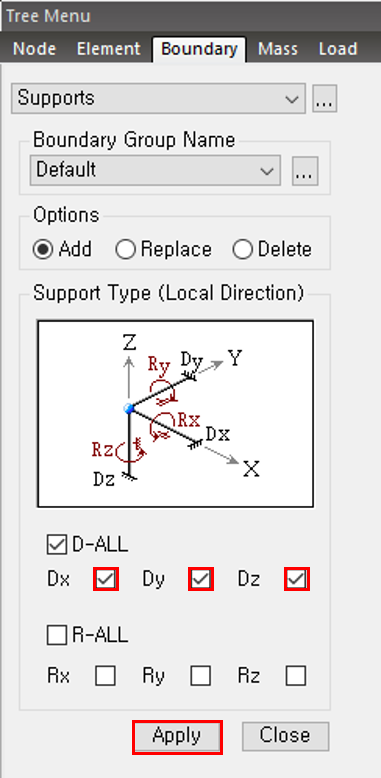 Tree Menu
Node Element Boundary Mass Load
Supports ...
Boundary Group Name
Default ...
Options
Add Replace Delete
Support Type (Local Direction)
Z
Dy Y
Ry
Rx
Dx
Rz
Dz
X
D-ALL
Dx Dy Dz
R-ALL
Rx Ry Rz
Apply Close